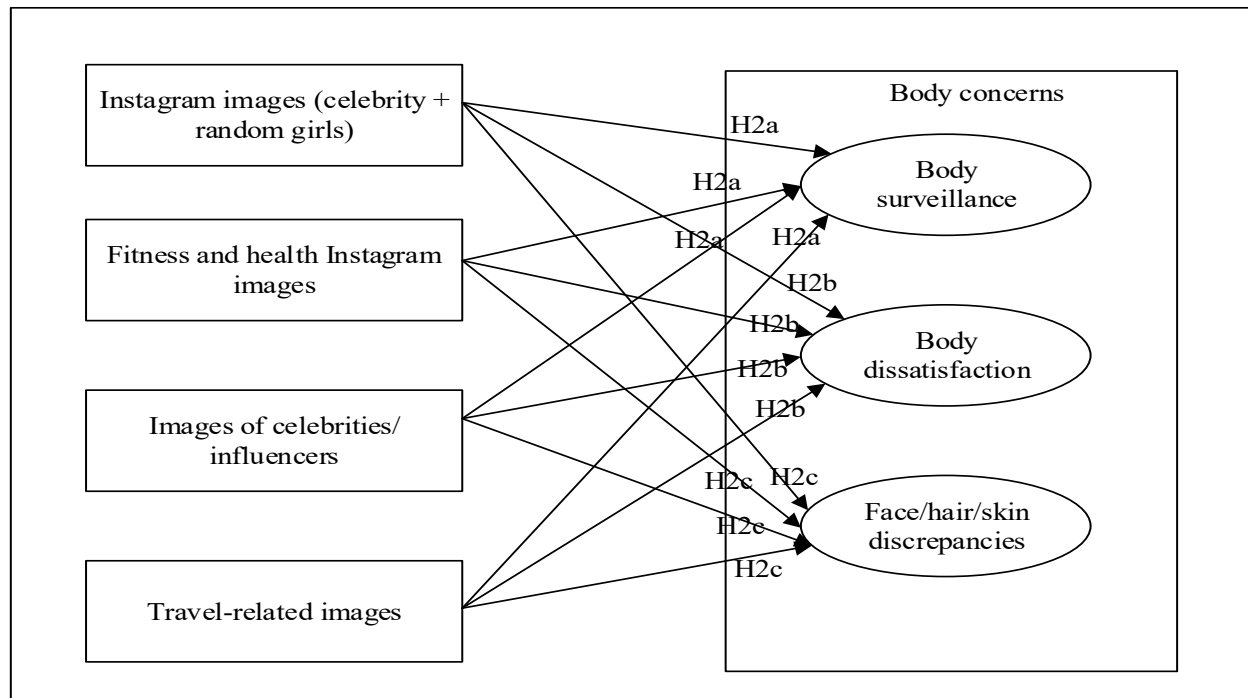 Instagram images (celebrity +
random girls)
Fitness and health Instagram
images
Images of celebrities/
influencers
Travel-related images
H2a
H2a
H2a
H2a
H2b
H2b
H2b
H2b
H2c
H2c
H2c
H2c
Body concerns
Body
surveillance
Body
dissatisfaction
Face/hair/skin
discrepancies